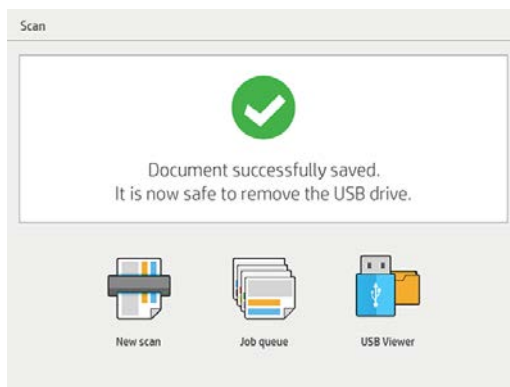 Scan
Document successfully saved.
It is now safe to remove the USB drive.
New scan
Job queue
USB Viewer